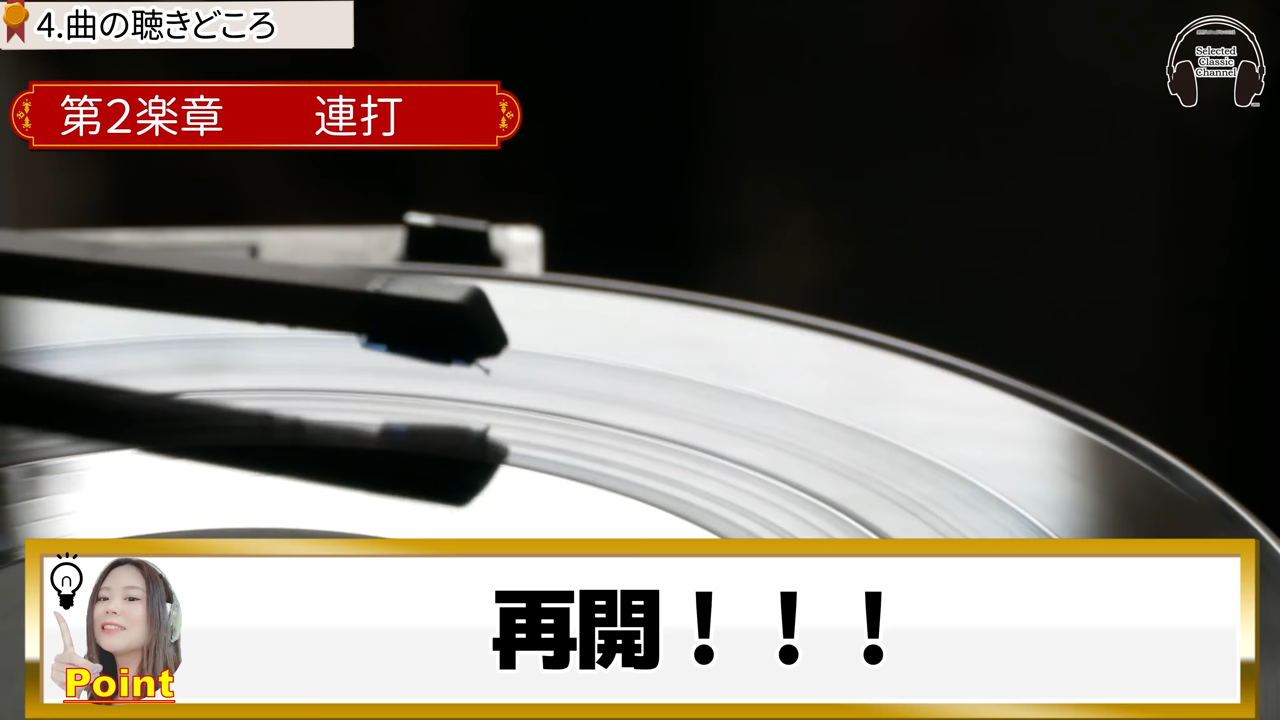 4.曲の聴きどころ
Selected
Classic
Channel
第2楽章 連打
再開！！！
Point